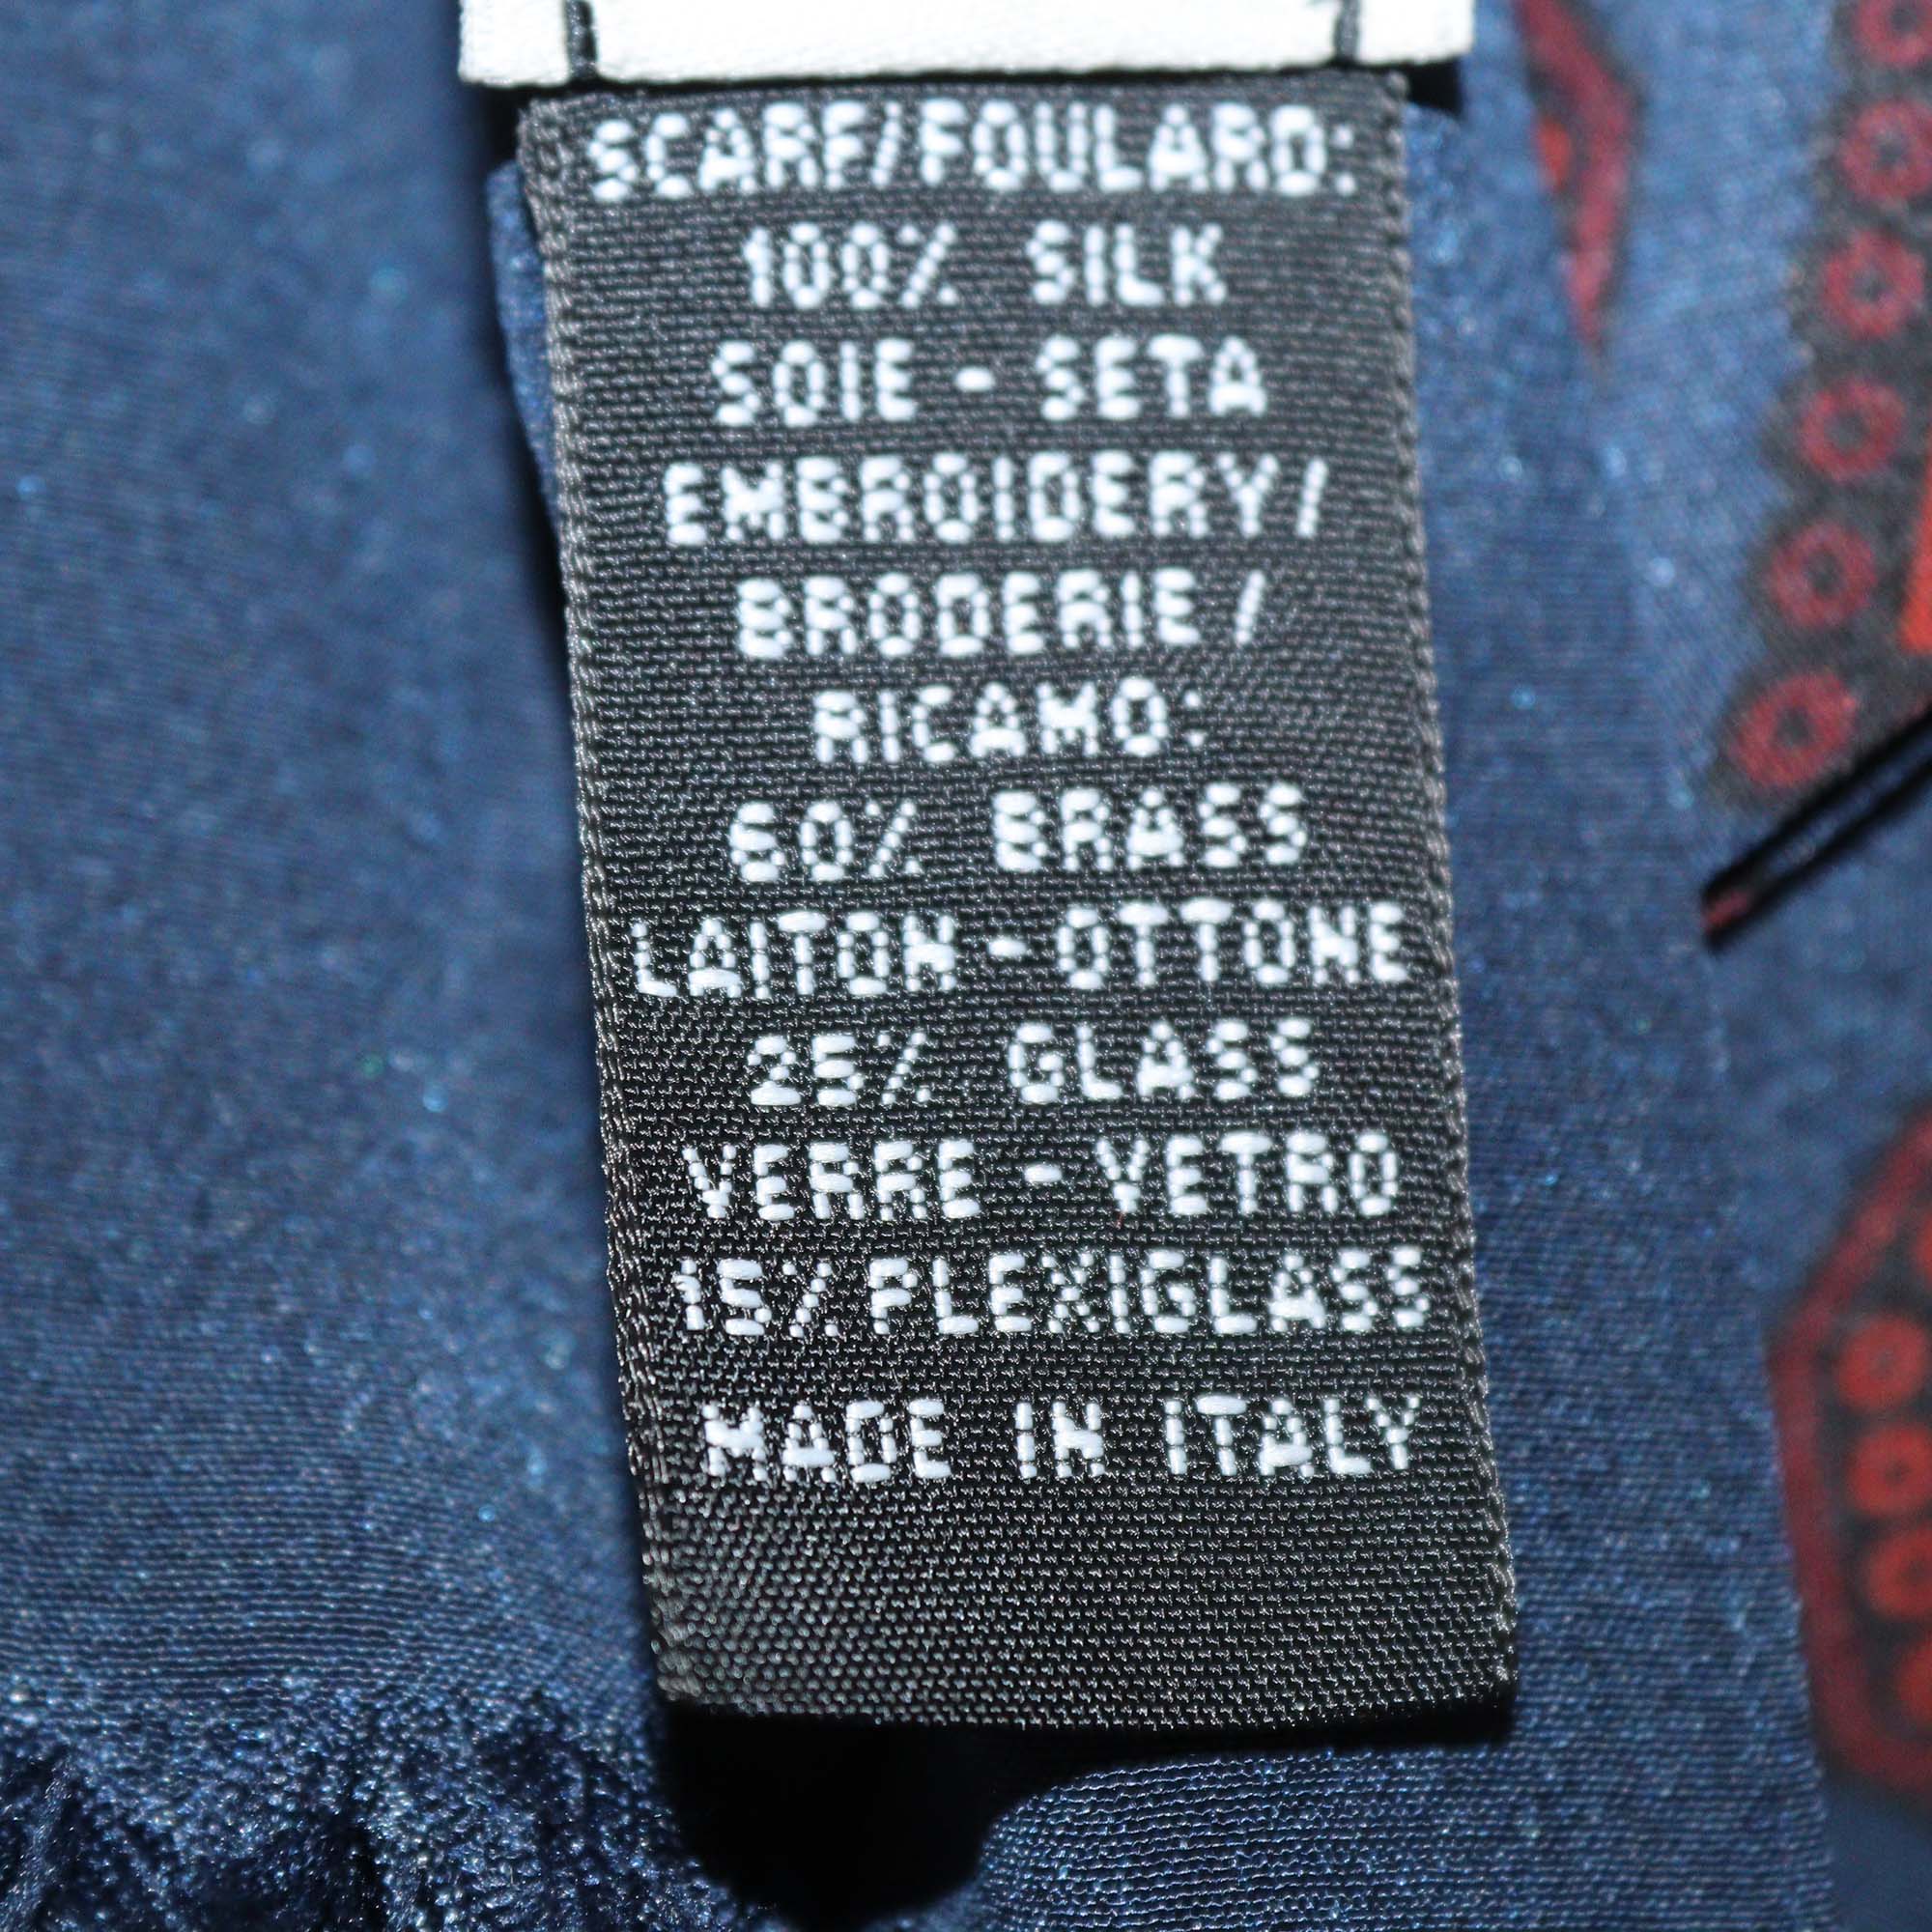 SCARF/FOULARD:
100% SILK
SOIE - SETA
EMBROIDERY/
BRODERIE/
RICAMO:
60% BRASS
LAITON-OTTONE
25% GLASS
VERRE - VETRO
15% PLEXIGLASS
MADE IN ITALY